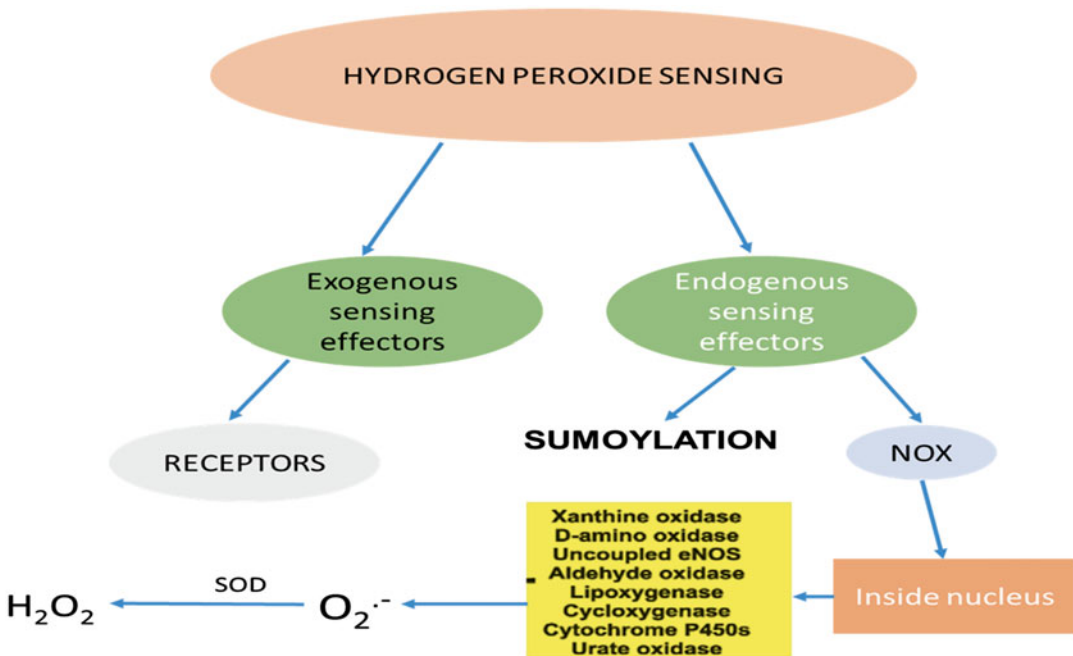 HYDROGEN PEROXIDE SENSING
Exogenous
sensing
effectors
Endogenous
sensing
effectors
RECEPTORS
SUMOYLATION
NOX
Xanthine oxidase
D-amino oxidase
Uncoupled eNOS
Aldehyde oxidase
Lipoxygenase
Cycloxygenase
Cytochrome P450s
Urate oxidase
Inside nucleus
SOD
H₂O₂
O₂·⁻